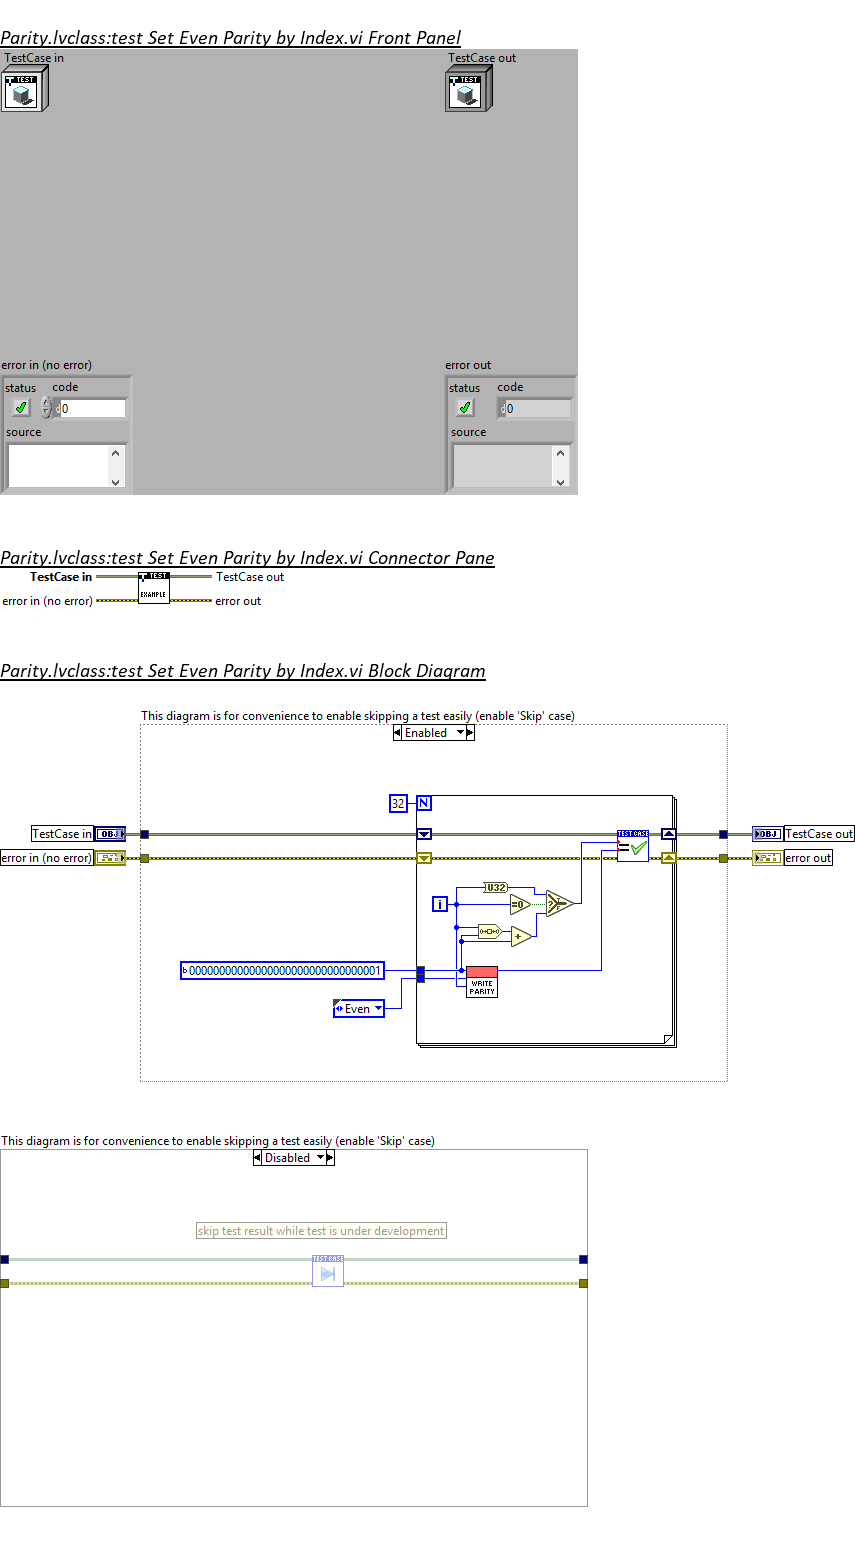 Parity.lvclass:test Set Even Parity by Index.vi Front Panel
TestCase in
TestCase out
TEST
TEST
error in (no error)
error out
status
code
status
code
d
0
d
0
source
source
Parity.lvclass:test Set Even Parity by Index.vi Connector Pane
TestCase in
TEST
TestCase out
error in (no error)
EXAMPLE
error out
Parity.lvclass:test Set Even Parity by Index.vi Block Diagram
This diagram is for convenience to enable skipping a test easily (enable 'Skip' case)
Enabled
32
N
TestCase in
OBJ
TEST CASE
OBJ
TestCase out
error in (no error)
=
error out
U32
i
=0
?
T
F
+
b
00000000000000000000000000000001
WRITE
PARITY
Even
This diagram is for convenience to enable skipping a test easily (enable 'Skip' case)
Disabled
skip test result while test is under development
TEST CASE